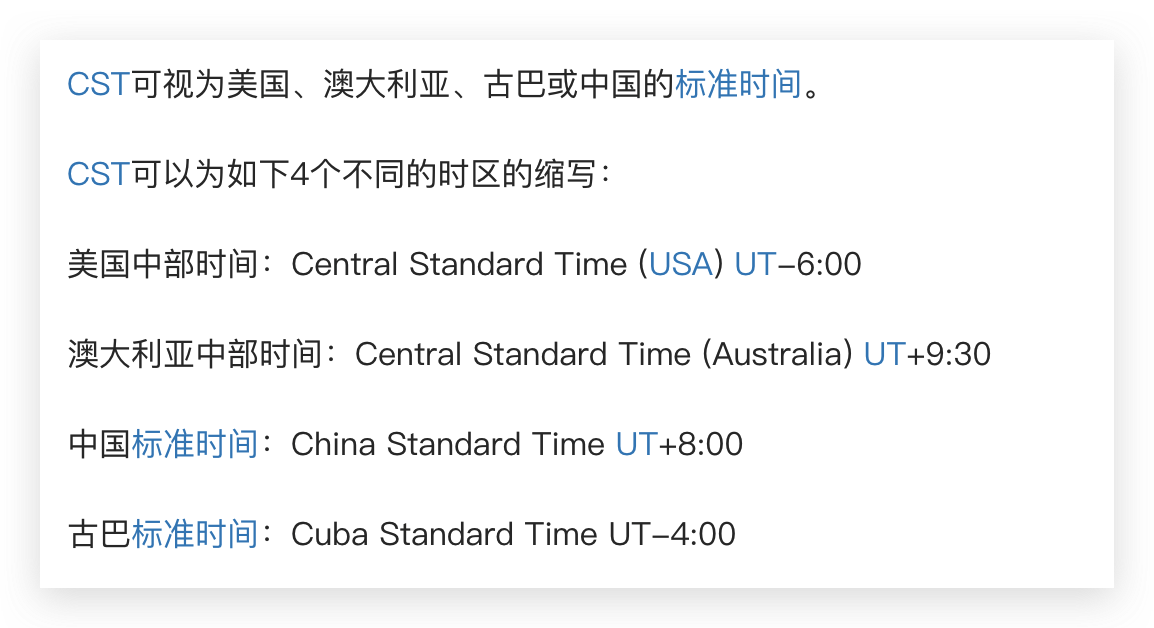 CST可视为美国、澳大利亚、古巴或中国的标准时间。
CST可以为如下4个不同的时区的缩写：
美国中部时间：Central Standard Time (USA) UT-6:00
澳大利亚中部时间：Central Standard Time (Australia) UT+9:30
中国标准时间：China Standard Time UT+8:00
古巴标准时间：Cuba Standard Time UT-4:00